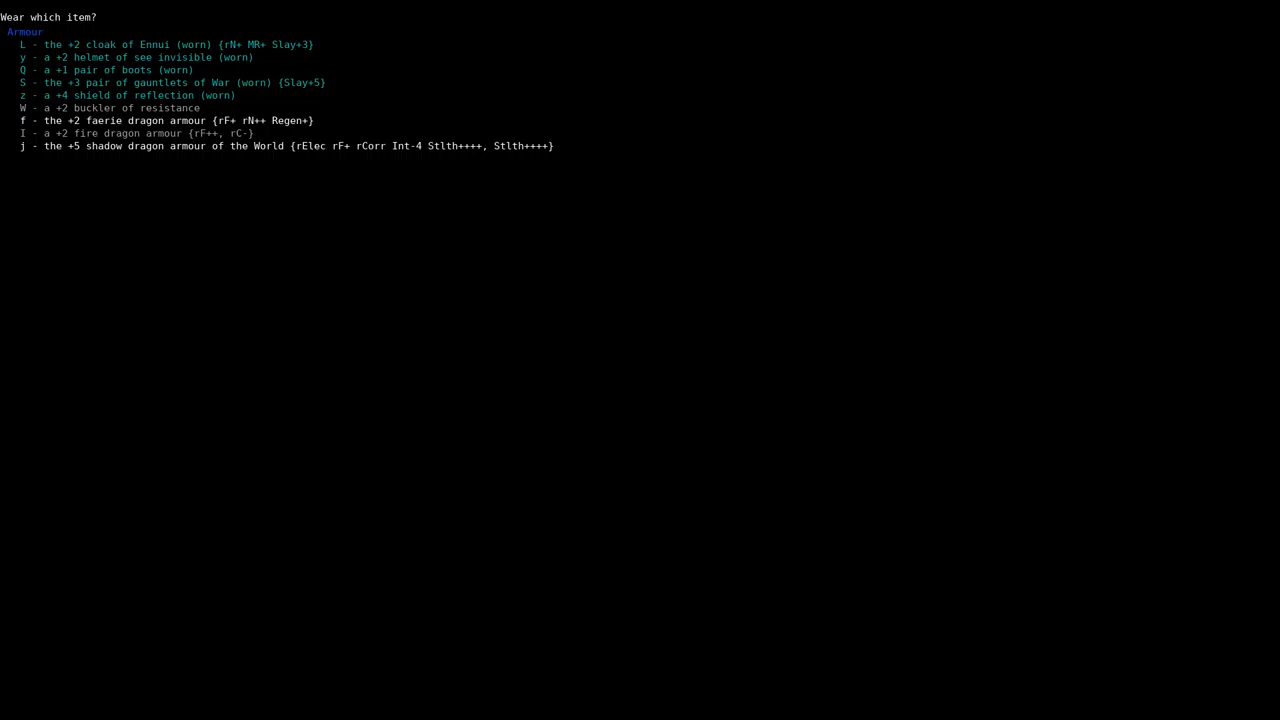 Wear which item?
Armour
L - the +2 cloak of Ennui (worn) {rN+ MR+ Slay+3}
y - a +2 helmet of see invisible (worn)
Q - a +1 pair of boots (worn)
S - the +3 pair of gauntlets of War (worn) {Slay+5}
z - a +4 shield of reflection (worn)
W - a +2 buckler of resistance
f - the +2 faerie dragon armour {rF+ rN++ Regen+}
I - a +2 fire dragon armour {rF++, rC-}
j - the +5 shadow dragon armour of the World {rElec rF+ rCorr Int-4 Stlth++++, Stlth++++}